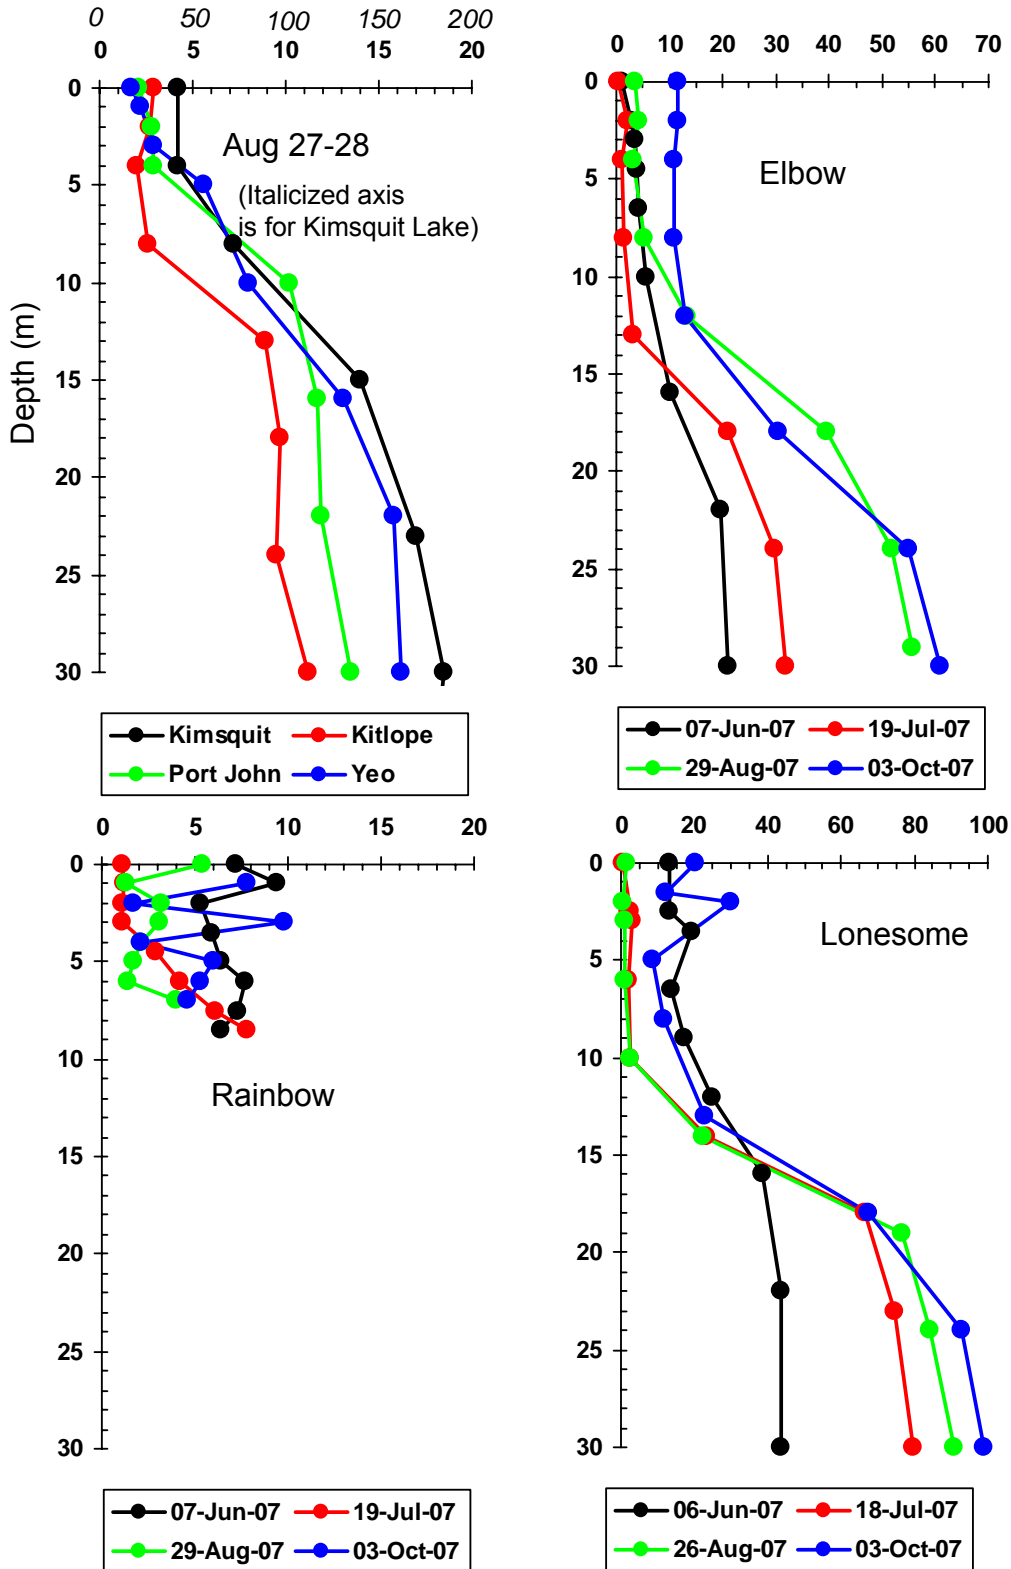 0 50 100 150 200
0 5 10 15 20
0
5
10
15
20
25
30
Depth (m)
Aug 27-28
(Italicized axis
is for Kimsquit Lake)
Kimsquit Kitlope
Port John Yeo
0 10 20 30 40 50 60 70
0
5
10
15
20
25
30
Elbow
07-Jun-07 19-Jul-07
29-Aug-07 03-Oct-07
0 5 10 15 20
0
5
10
15
20
25
30
Rainbow
07-Jun-07 19-Jul-07
29-Aug-07 03-Oct-07
0 20 40 60 80 100
0
5
10
15
20
25
30
Lonesome
06-Jun-07 18-Jul-07
26-Aug-07 03-Oct-07